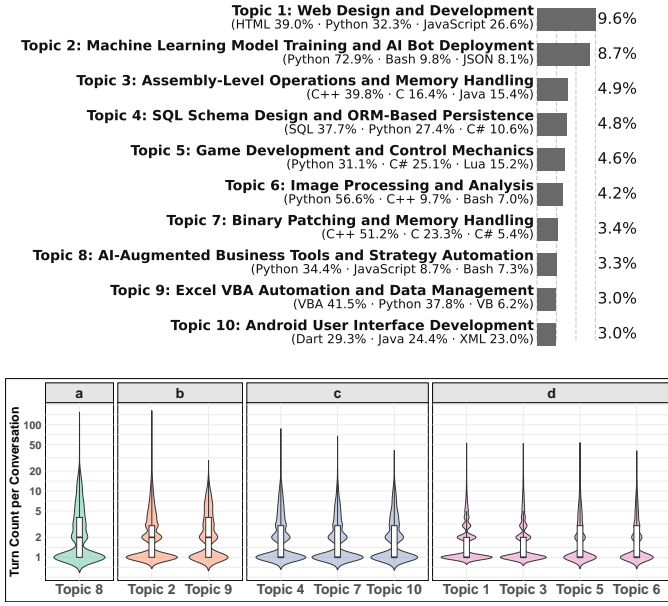 Topic 1: Web Design and Development
(HTML 39.0% · Python 32.3% · JavaScript 26.6%)
9.6%
Topic 2: Machine Learning Model Training and AI Bot Deployment
(Python 72.9% · Bash 9.8% · JSON 8.1%)
8.7%
Topic 3: Assembly-Level Operations and Memory Handling
(C++ 39.8% · C 16.4% · Java 15.4%)
4.9%
Topic 4: SQL Schema Design and ORM-Based Persistence
(SQL 37.7% · Python 27.4% · C# 10.6%)
4.8%
Topic 5: Game Development and Control Mechanics
(Python 31.1% · C# 25.1% · Lua 15.2%)
4.6%
Topic 6: Image Processing and Analysis
(Python 56.6% · C++ 9.7% · Bash 7.0%)
4.2%
Topic 7: Binary Patching and Memory Handling
(C++ 51.2% · C 23.3% · C# 5.4%)
3.4%
Topic 8: AI-Augmented Business Tools and Strategy Automation
(Python 34.4% · JavaScript 8.7% · Bash 7.3%)
3.3%
Topic 9: Excel VBA Automation and Data Management
(VBA 41.5% · Python 37.8% · VB 6.2%)
3.0%
Topic 10: Android User Interface Development
(Dart 29.3% · Java 24.4% · XML 23.0%)
3.0%
a b c d
Turn Count per Conversation
100
50
20
10
5
2
1
Topic 8 Topic 2 Topic 9 Topic 4 Topic 7 Topic 10 Topic 1 Topic 3 Topic 5 Topic 6